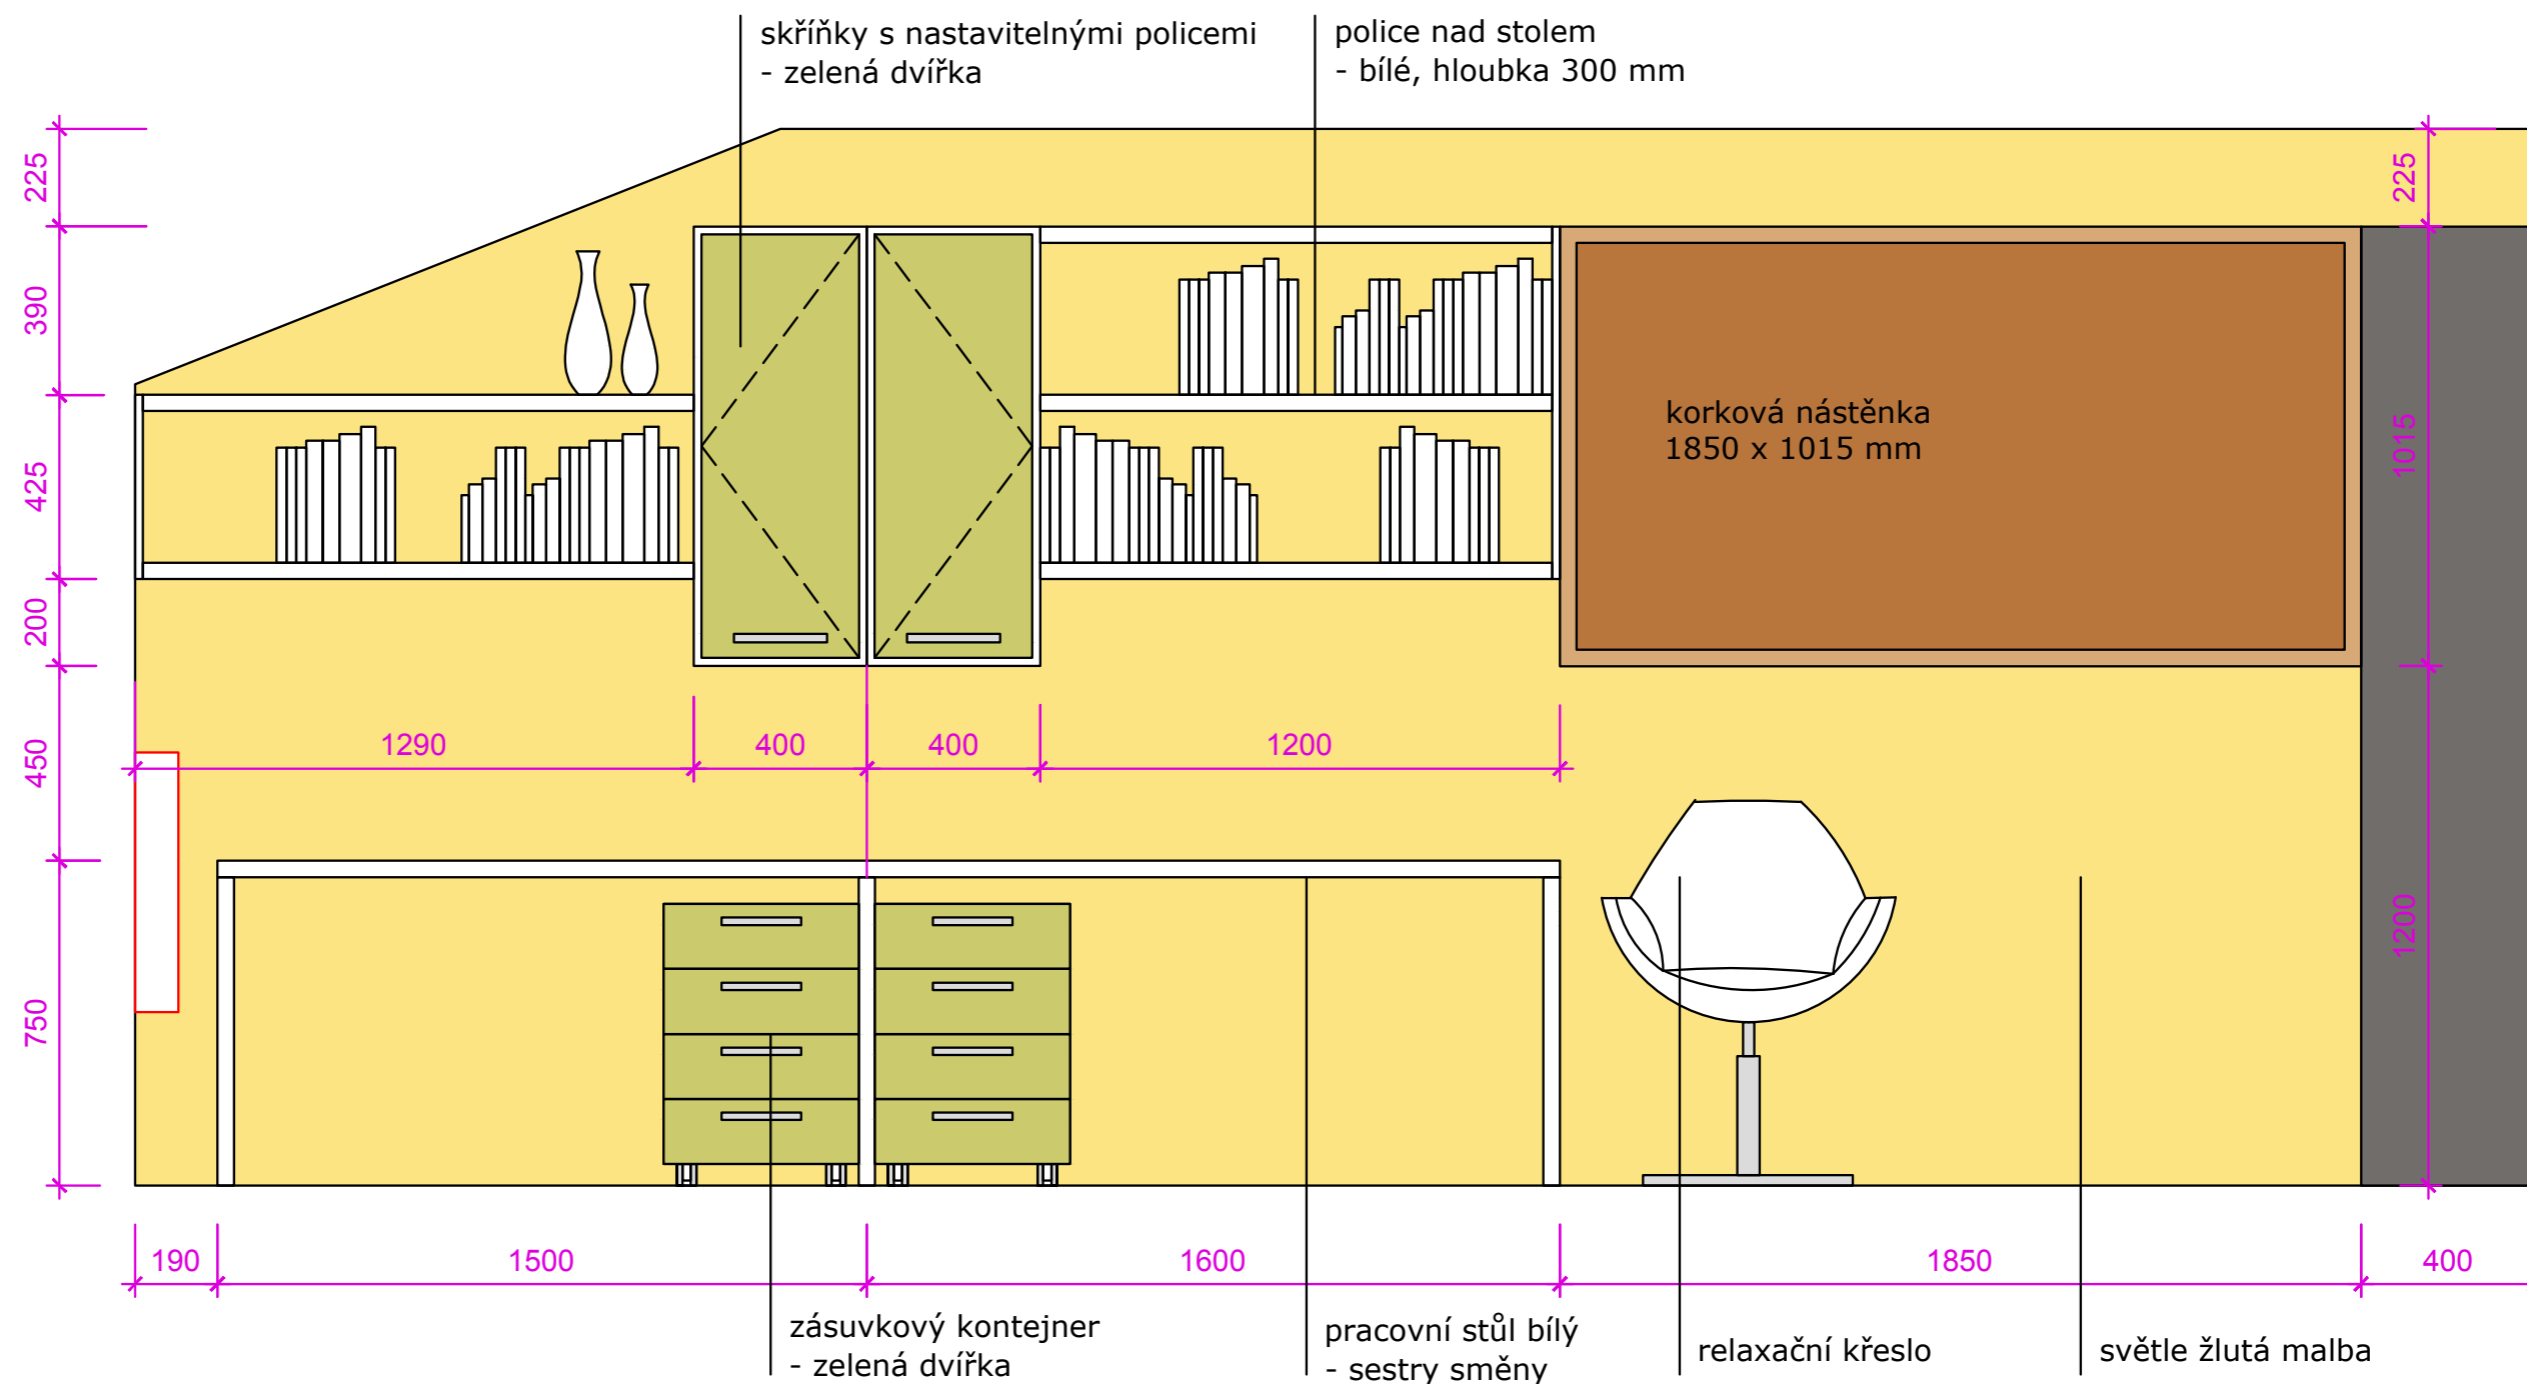 skříňky s nastavitelnými policemi
- zelená dvířka
police nad stolem
- bílé, hloubka 300 mm
225
390
425
200
450
750
225
1015
1200
korková nástěnka
1850 x 1015 mm
1290
400
400
1200
190
1500
1600
1850
400
zásuvkový kontejner
- zelená dvířka
pracovní stůl bílý
- sestry směny
relaxační křeslo
světle žlutá malba